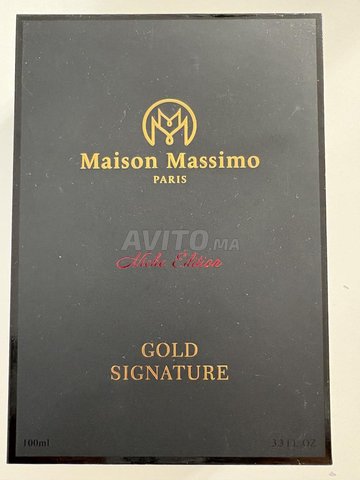 Maison Massimo
PARIS
AVITO.MA
Niche Edition
GOLD
SIGNATURE
100ml
3.3 FL OZ